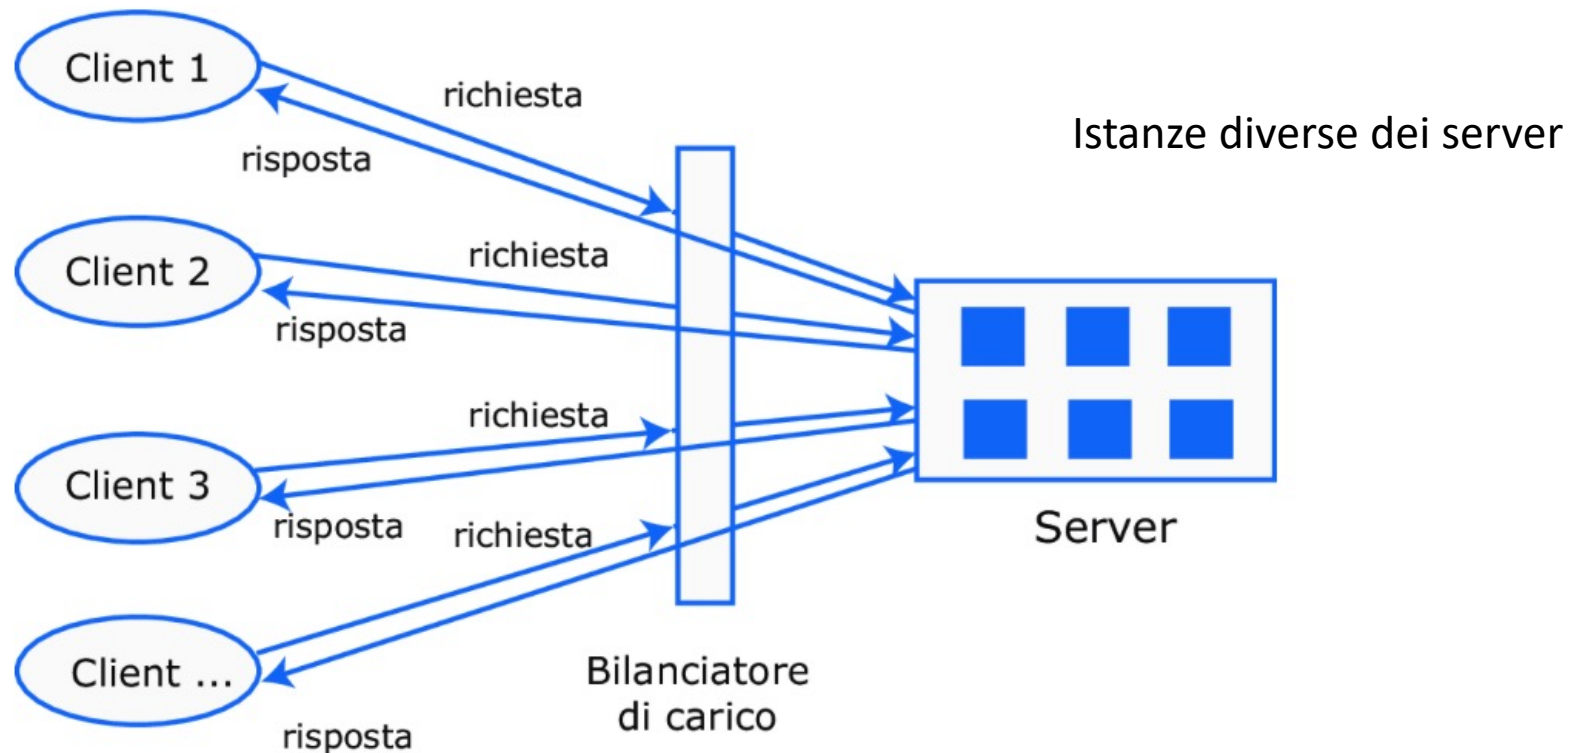 Client 1
richiesta
Istanze diverse dei server
risposta
richiesta
Client 2
risposta
richiesta
Client 3
risposta
richiesta
Server
Client ...
Bilanciatore
di carico
risposta